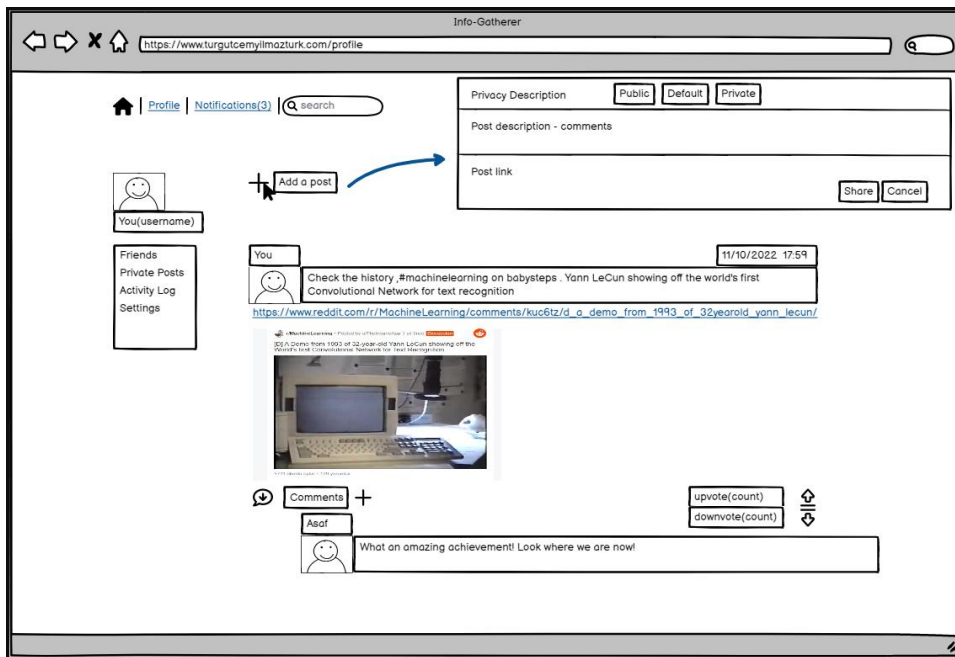 Info-Gatherer
https://www.turgutcemyilmazturk.com/profile
Profile
Notifications(3)
search
Privacy Description
Public
Default
Private
Post description - comments
Post link
Share
Cancel
Add a post
You(username)
Friends
Private Posts
Activity Log
Settings
You
11/10/2022 17:59
Check the history ,#machinelearning on babysteps . Yann LeCun showing off the world's first
Convolutional Network for text recognition
https://www.reddit.com/r/MachineLearning/comments/kuc6tz/d_a_demo_from_1993_of_32yearold_yann_lecun/
r/MachineLearning
[D] A Demo from 1993 of 32-year-old Yann LeCun showing off the
World's first Convolutional Network for Text Recognition
Comments
upvote(count)
downvote(count)
Asaf
What an amazing achievement! Look where we are now!